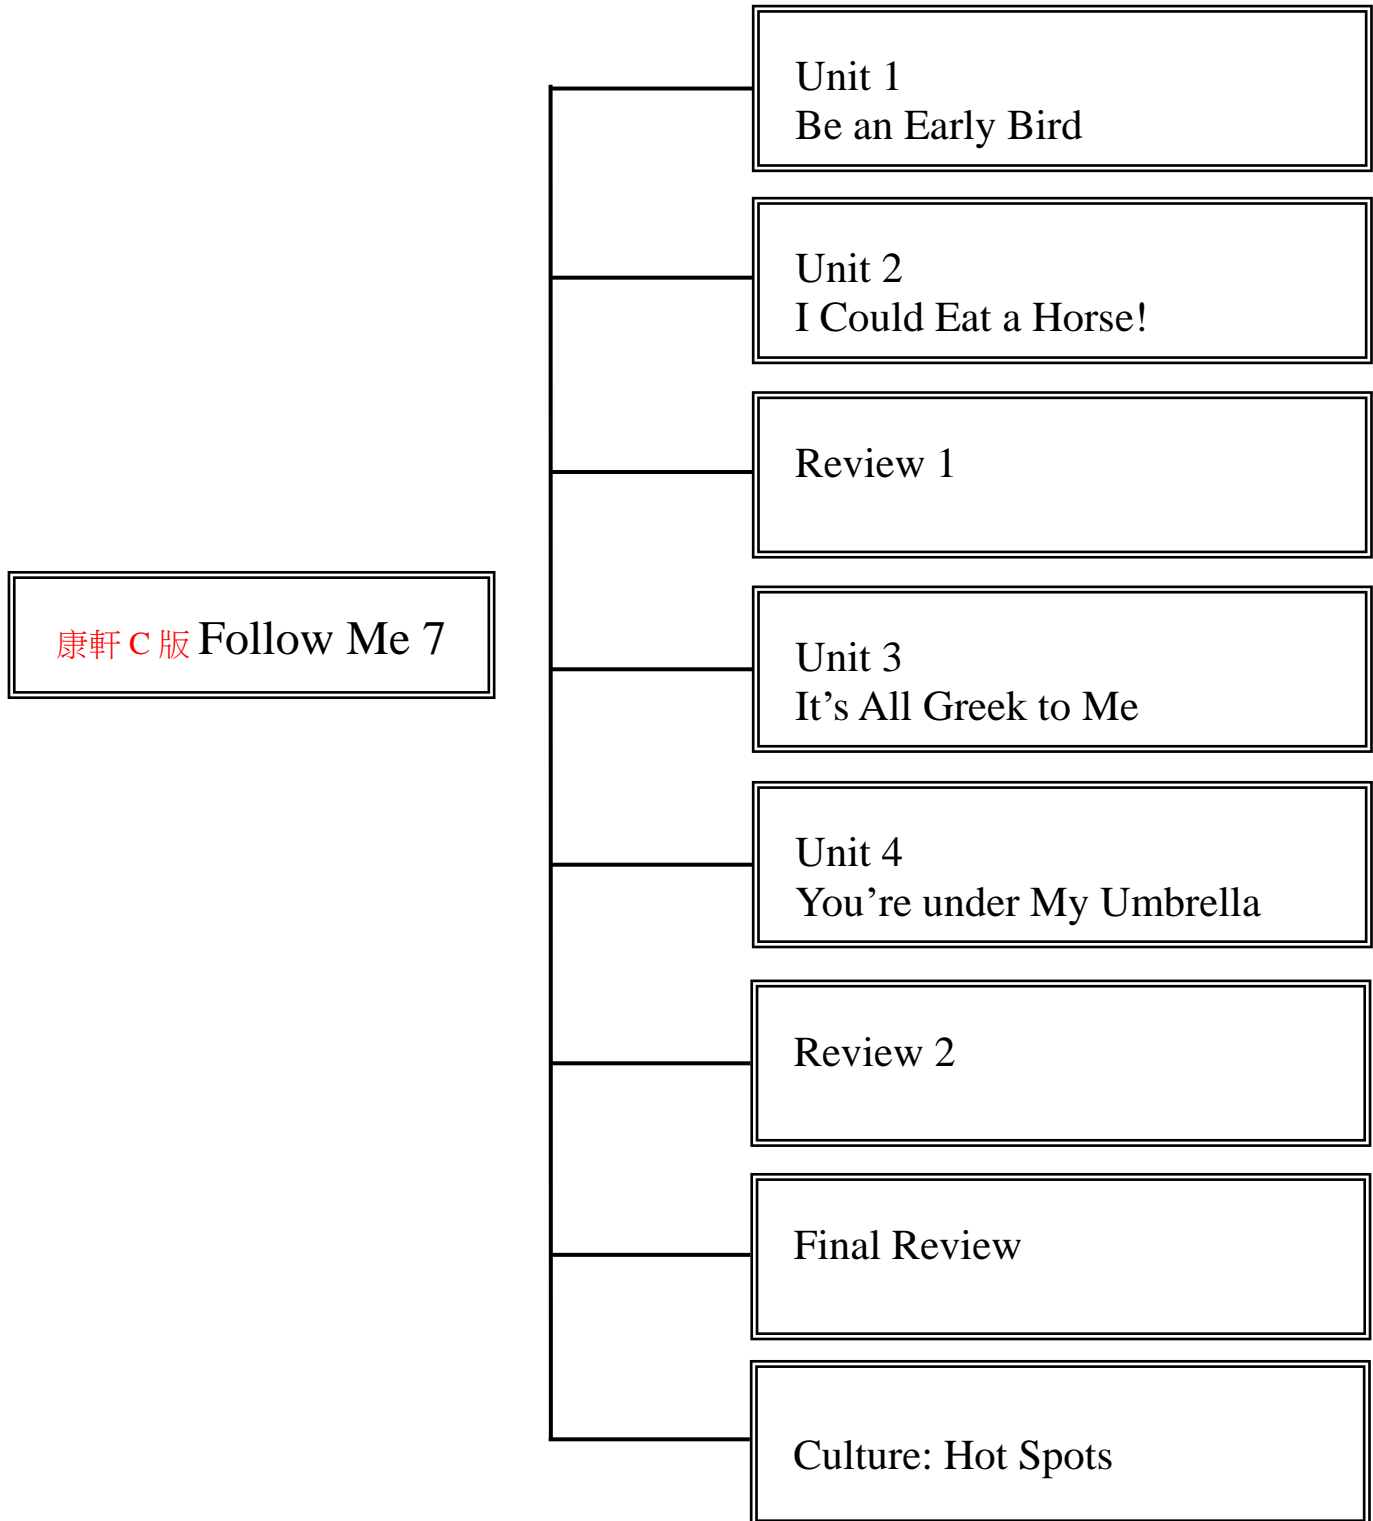 Unit 1
Be an Early Bird
Unit 2
I Could Eat a Horse!
Review 1
康軒 C 版 Follow Me 7
Unit 3
It’s All Greek to Me
Unit 4
You’re under My Umbrella
Review 2
Final Review
Culture: Hot Spots